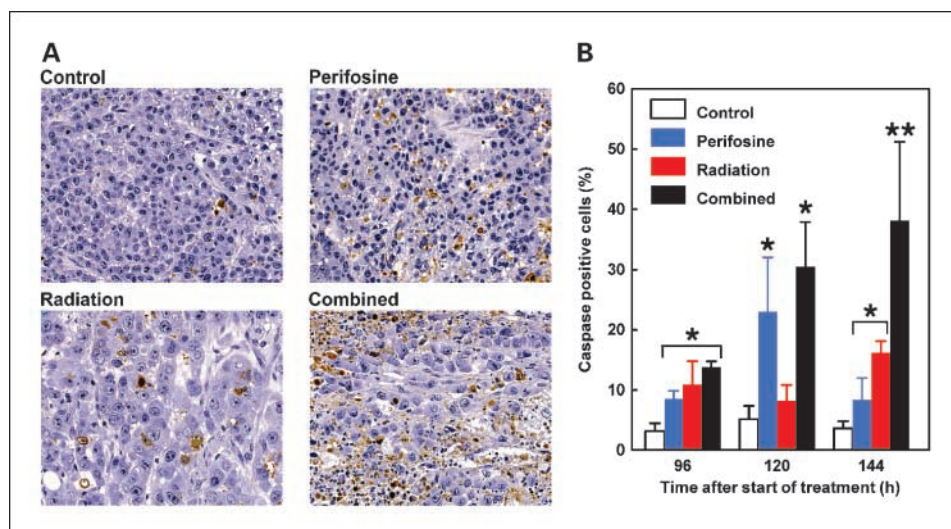 A
Control
Perifosine
Radiation
Combined
B
60
50
40
30
20
10
0
Caspase positive cells (%)
Control
Perifosine
Radiation
Combined
*
*
*
*
**
96 120 144
Time after start of treatment (h)